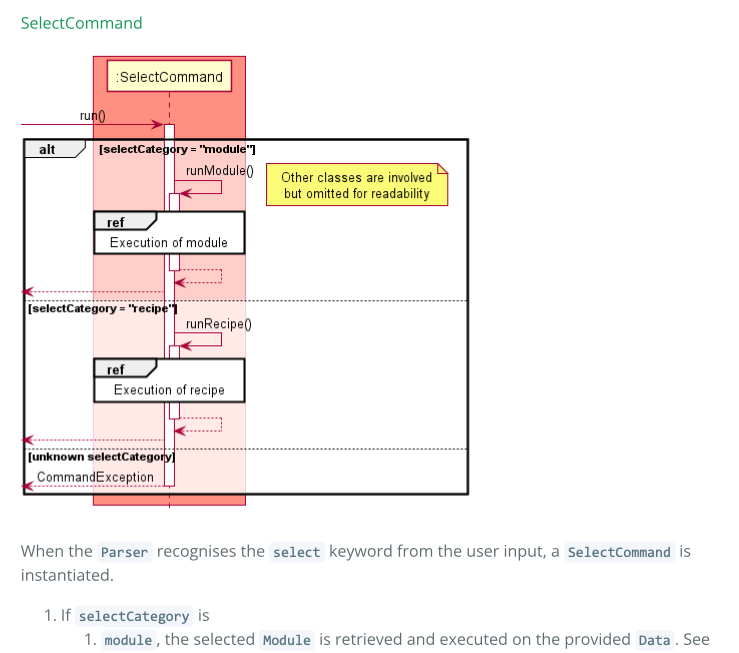 SelectCommand
:SelectCommand
run()
alt
[selectCategory = "module"]
runModule()
Other classes are involved
but omitted for readability
ref
Execution of module
[selectCategory = "recipe"]
runRecipe()
ref
Execution of recipe
[unknown selectCategory]
CommandException
When the Parser recognises the select keyword from the user input, a SelectCommand is
instantiated.
1. If selectCategory is
1. module, the selected Module is retrieved and executed on the provided Data. See